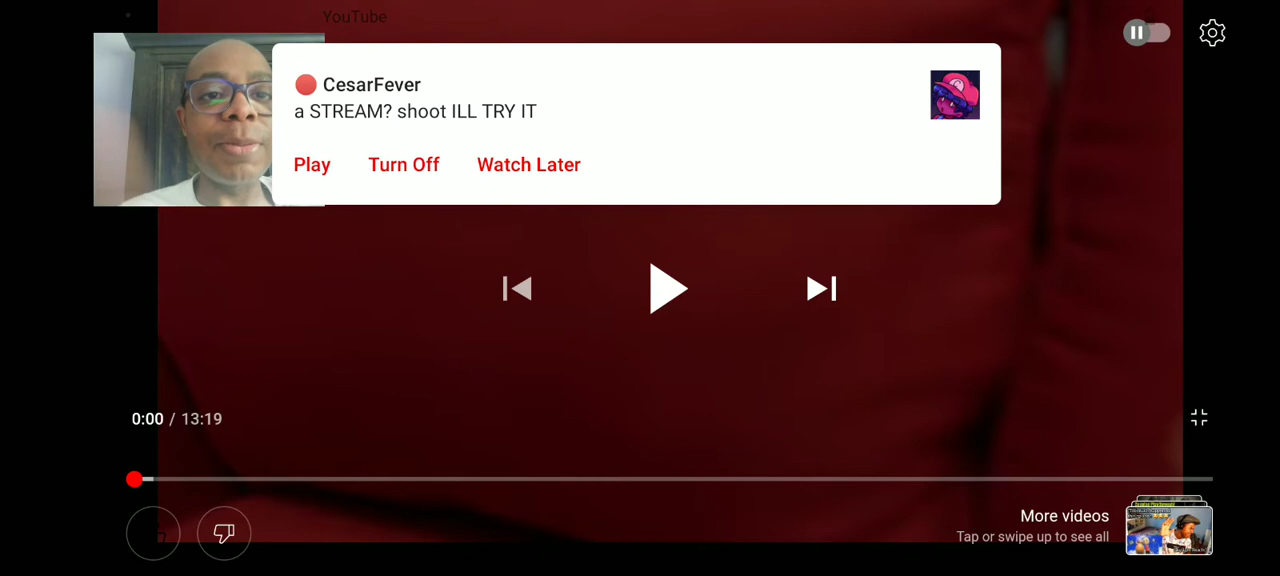 YouTube
CesarFever
a STREAM? shoot ILL TRY IT
Play Turn Off Watch Later
0:00 / 13:19
More videos
Tap or swipe up to see all